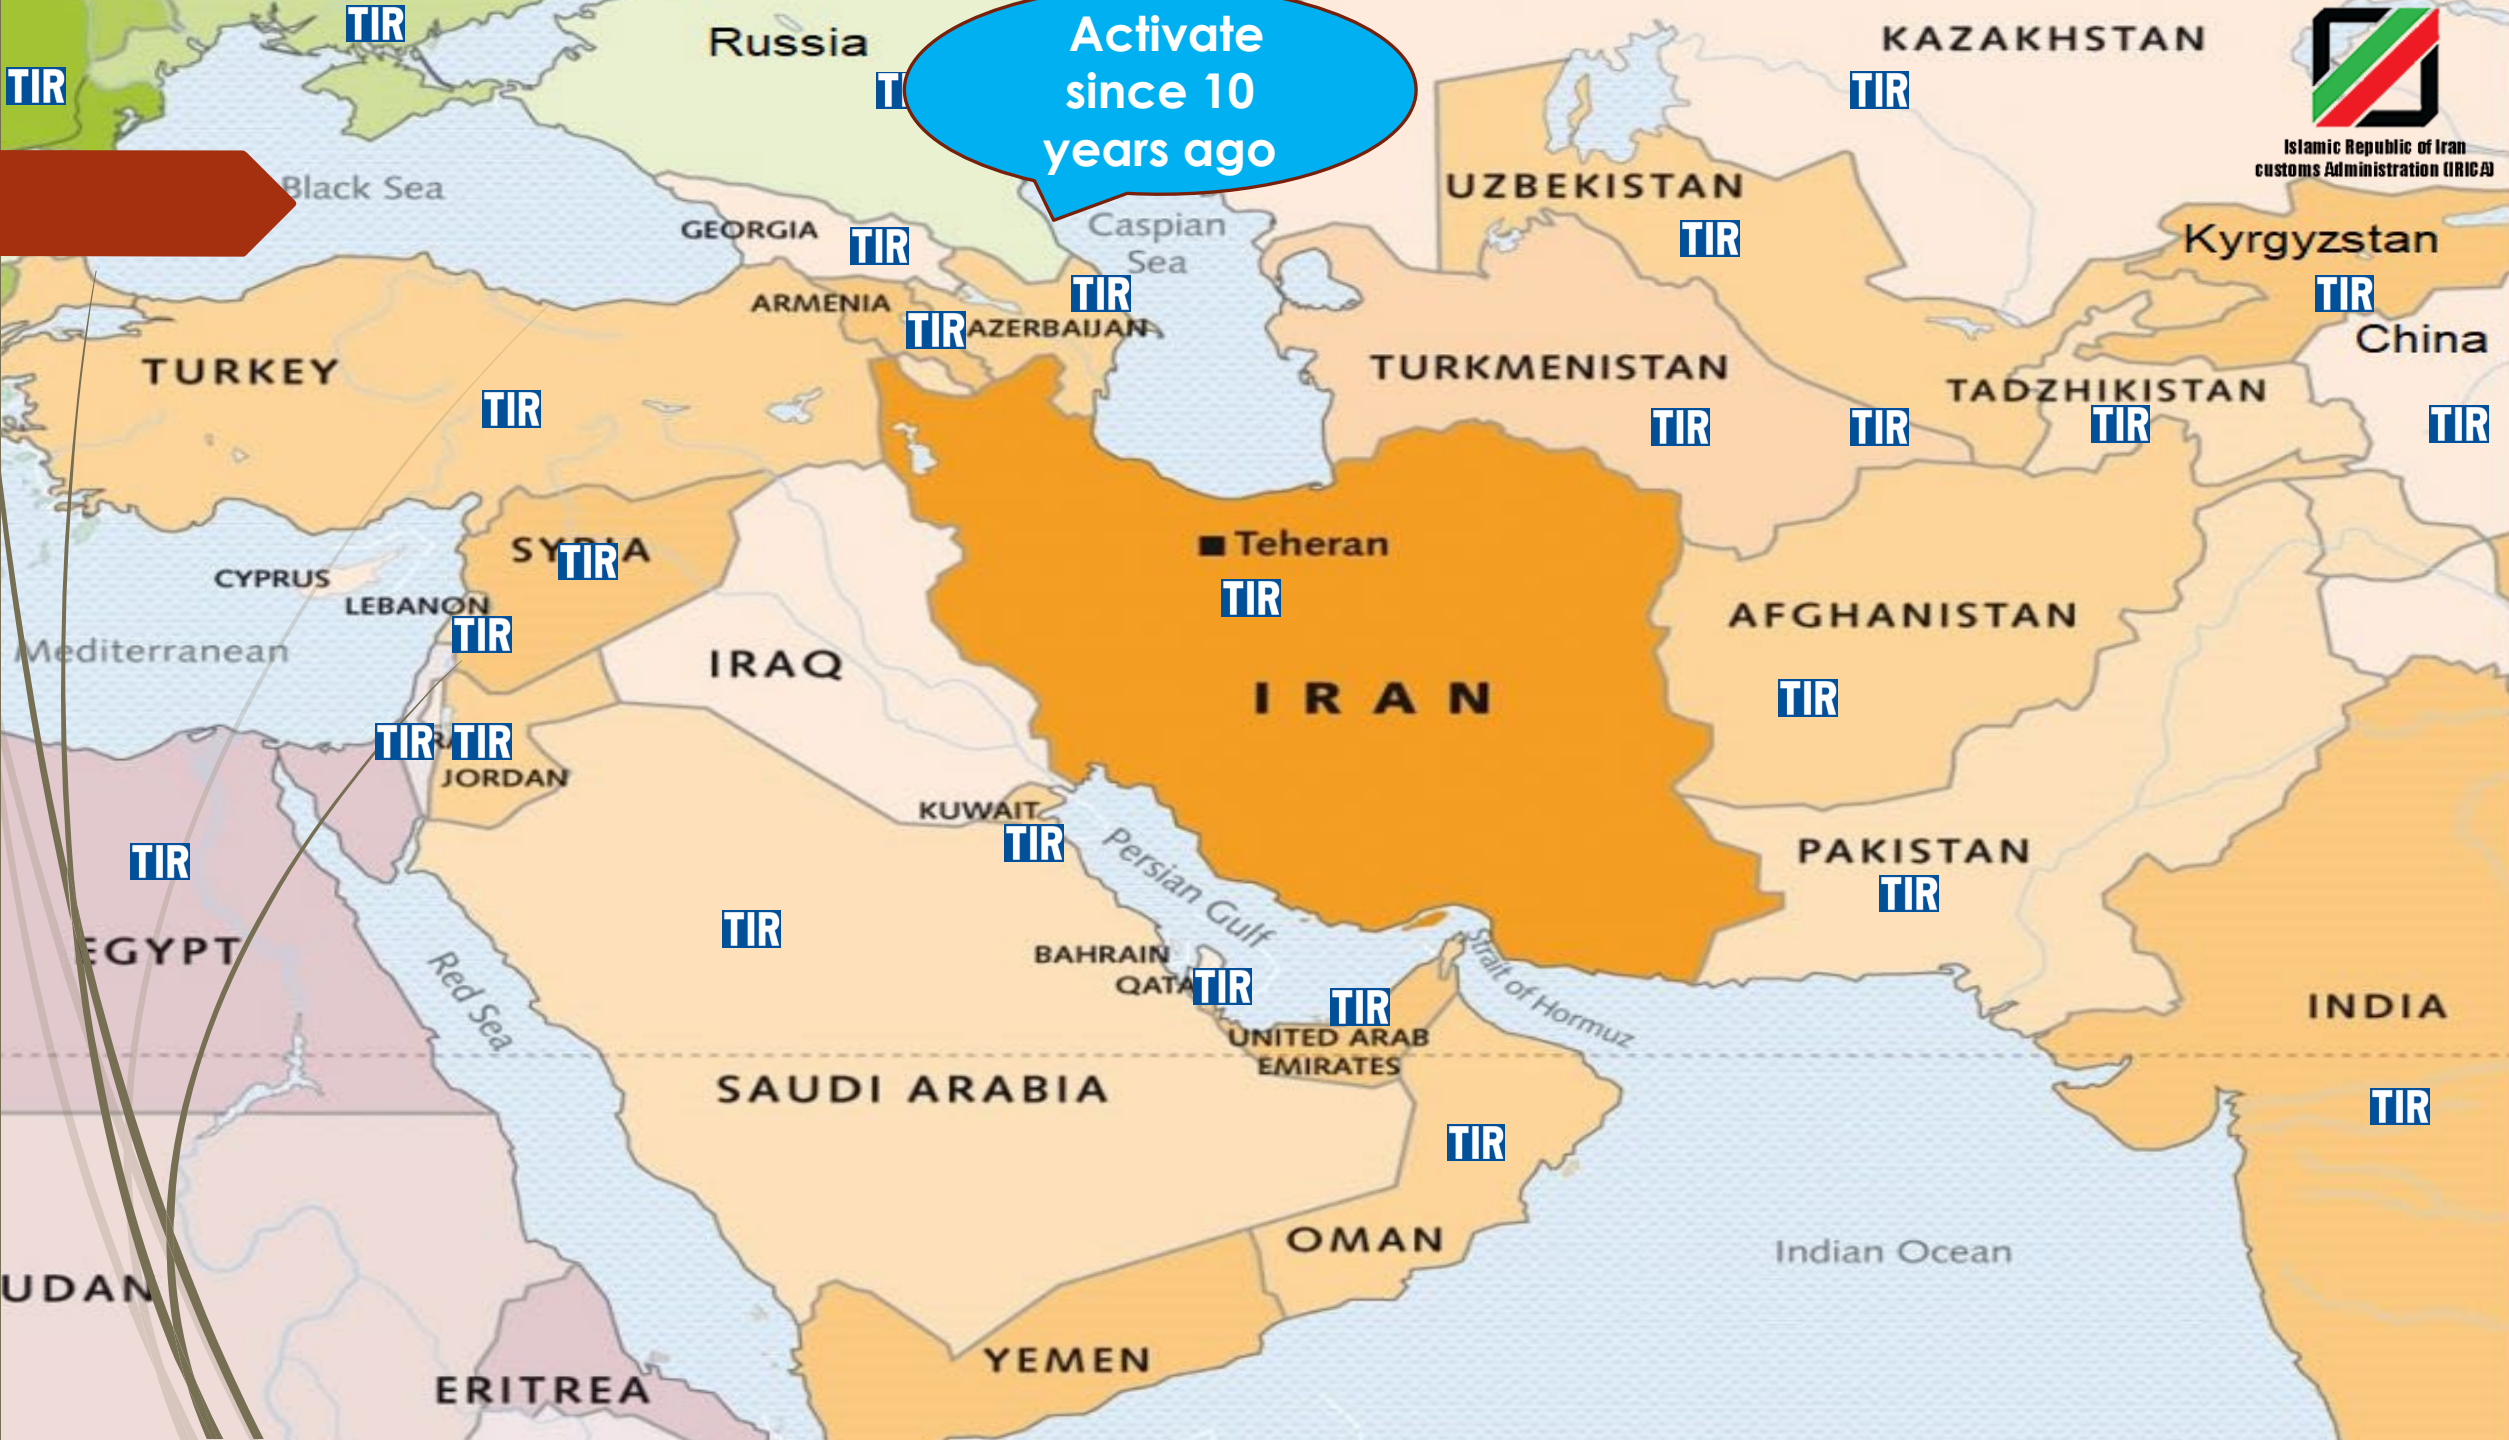 TIR
Russia
Activate
since 10
years ago
KAZAKHSTAN
TIR
TIR
Islamic Republic of Iran
customs Administration (IRICA)
Black Sea
GEORGIA
TIR
Caspian
Sea
UZBEKISTAN
TIR
Kyrgyzstan
TIR
TIR
ARMENIA
TIR
AZERBAIJAN
China
TURKEY
TIR
TURKMENISTAN
TIR
TIR
TADZHIKISTAN
TIR
TIR
SYRIA
TIR
Teheran
TIR
CYPRUS
LEBANON
TIR
Mediterranean
IRAQ
IRAN
AFGHANISTAN
TIR
TIR
TIR
JORDAN
KUWAIT
TIR
Persian Gulf
PAKISTAN
TIR
TIR
EGYPT
Red Sea
TIR
BAHRAIN
TIR
TIR
Strait of Hormuz
UNITED ARAB
EMIRATES
INDIA
TIR
SAUDI ARABIA
TIR
OMAN
Indian Ocean
UDAN
YEMEN
ERITREA